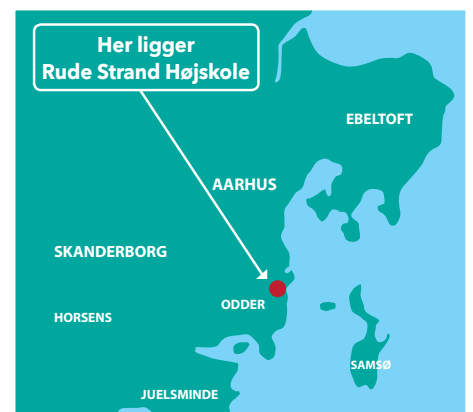 Her ligger
Rude Strand Højskole
EBELTOFT
AARHUS
SKANDERBORG
ODDER
HORSENS
SAMSØ
JUELSMINDE